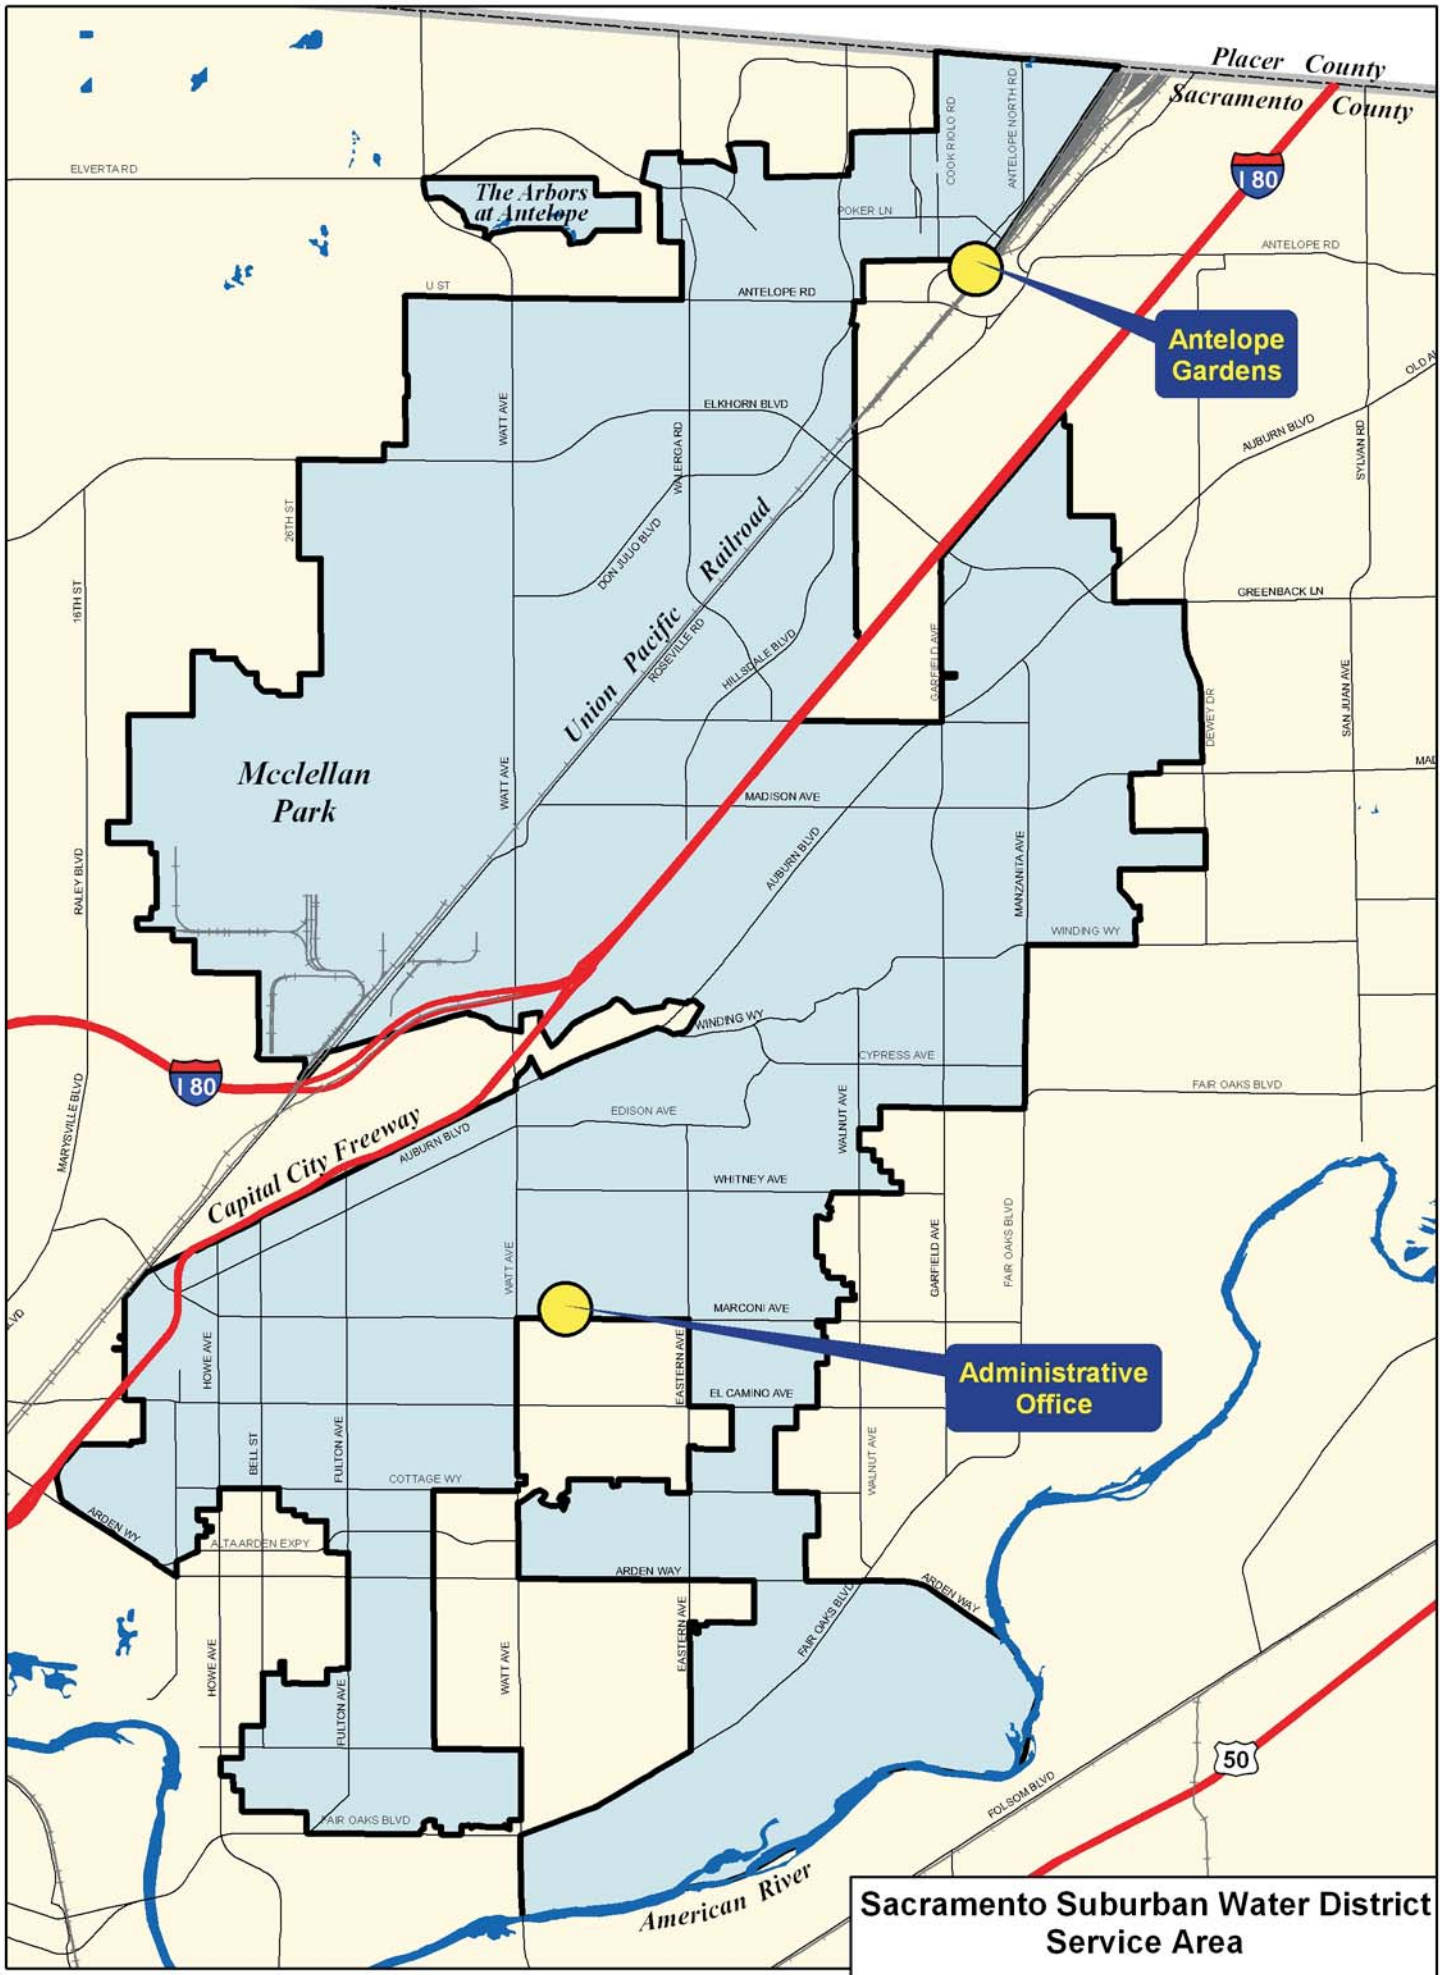 Placer County
Sacramento County
COOK RIOLO RD
ANTELOPE NORTH RD
ELVERTA RD
I 80
The Arbors
at Antelope
POKER LN
ANTELOPE RD
U ST
ANTELOPE RD
Antelope
Gardens
OLD A
WATT AVE
ELKHORN BLVD
WALERGA RD
AUBURN BLVD
SYLVAN RD
26TH ST
DON JULIO BLVD
Union Pacific Railroad
ROSEVILLE RD
16TH ST
GREENBACK LN
HILLSDALE BLVD
GARFIELD AVE
SAN JUAN AVE
DEWEY DR
Mcclellan
Park
WATT AVE
MAD
MADISON AVE
AUBURN BLVD
RALEY BLVD
MANZANITA AVE
WINDING WY
WINDING WY
CYPRESS AVE
I 80
FAIR OAKS BLVD
MARYSVILLE BLVD
EDISON AVE
WALNUT AVE
Capital City Freeway
AUBURN BLVD
WHITNEY AVE
WATT AVE
GARFIELD AVE
FAIR OAKS BLVD
LVD
MARCONI AVE
HOWE AVE
EASTERN AVE
Administrative
Office
EL CAMINO AVE
BELL ST
FULTON AVE
WALNUT AVE
COTTAGE WY
ARDEN WY
ALTA ARDEN EXPY
ARDEN WAY
ARDEN WAY
FAIR OAKS BLVD
HOWE AVE
EASTERN AVE
WATT AVE
FULTON AVE
50
FOLSOM BLVD
FAIR OAKS BLVD
American River
Sacramento Suburban Water District
Service Area